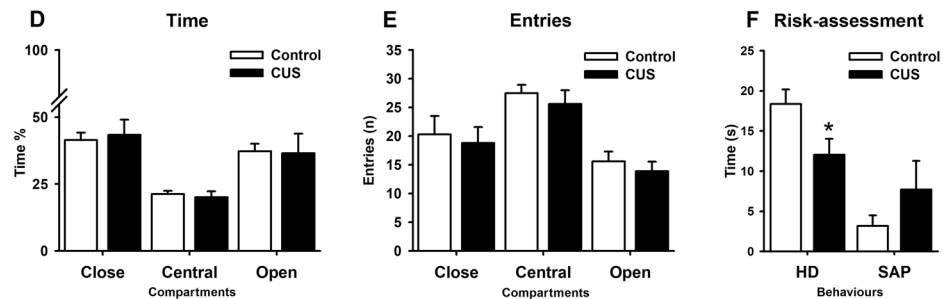 D Time
100
50
25
0
Time %
Control
CUS
Close Central Open
Compartments
E Entries
35
30
25
20
15
10
5
0
Entries (n)
Control
CUS
Close Central Open
Compartments
F Risk-assessment
25
20
15
10
5
0
Time (s)
Control
CUS
*
HD SAP
Behaviours